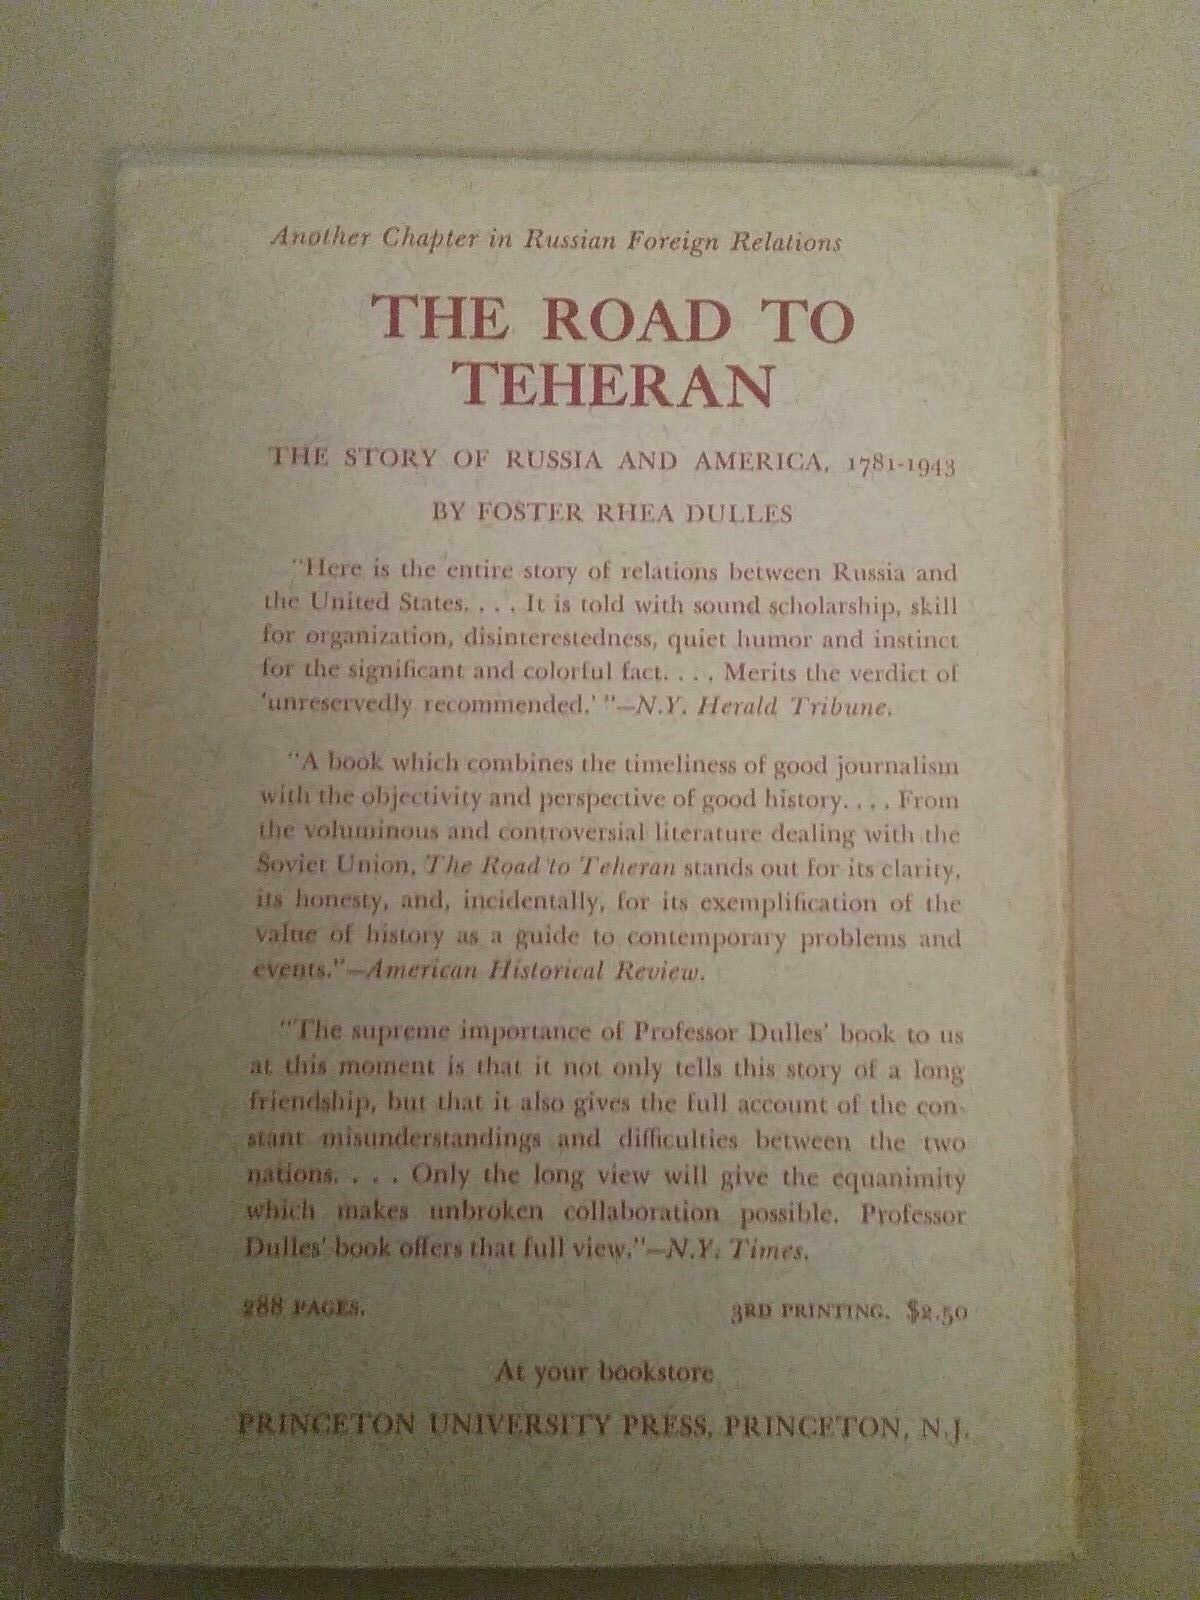 Another Chapter in Russian Foreign Relations
THE ROAD TO
TEHERAN
THE STORY OF RUSSIA AND AMERICA, 1781-1943
BY FOSTER RHEA DULLES
"Here is the entire story of relations between Russia and
the United States. . . . It is told with sound scholarship, skill
for organization, disinterestedness, quiet humor and instinct
for the significant and colorful fact. . . . Merits the verdict of
'unreservedly recommended.' "—N.Y. Herald Tribune.
"A book which combines the timeliness of good journalism
with the objectivity and perspective of good history. . . . From
the voluminous and controversial literature dealing with the
Soviet Union, The Road to Teheran stands out for its clarity,
its honesty, and, incidentally, for its exemplification of the
value of history as a guide to contemporary problems and
events."—American Historical Review.
"The supreme importance of Professor Dulles' book to us
at this moment is that it not only tells this story of a long
friendship, but that it also gives the full account of the con-
stant misunderstandings and difficulties between the two
nations. . . . Only the long view will give the equanimity
which makes unbroken collaboration possible. Professor
Dulles' book offers that full view."—N.Y. Times.
288 PAGES. 3RD PRINTING. $2.50
At your bookstore
PRINCETON UNIVERSITY PRESS, PRINCETON, N.J.